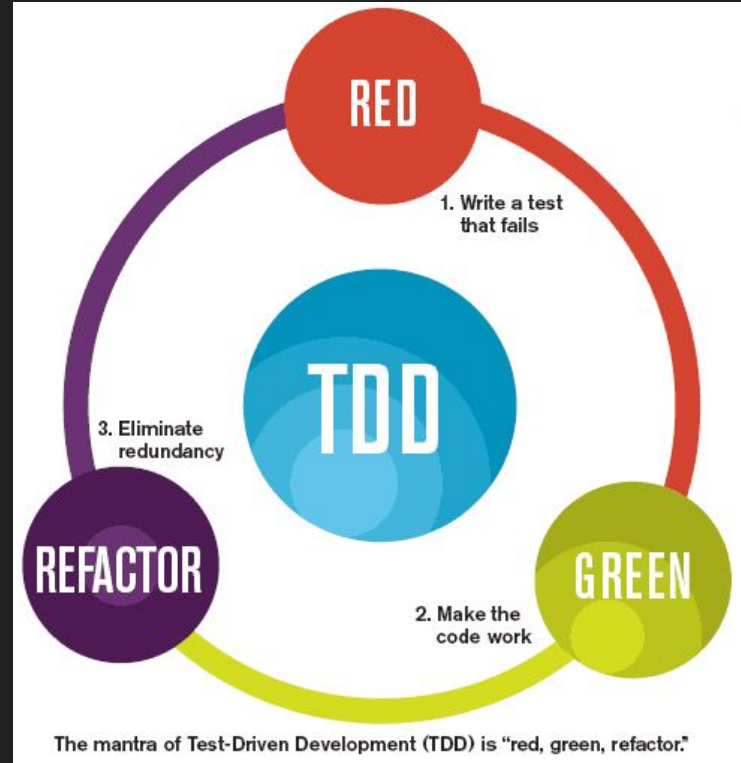 RED
1. Write a test
that fails
TDD
3. Eliminate
redundancy
REFACTOR
GREEN
2. Make the
code work
The mantra of Test-Driven Development (TDD) is “red, green, refactor.”